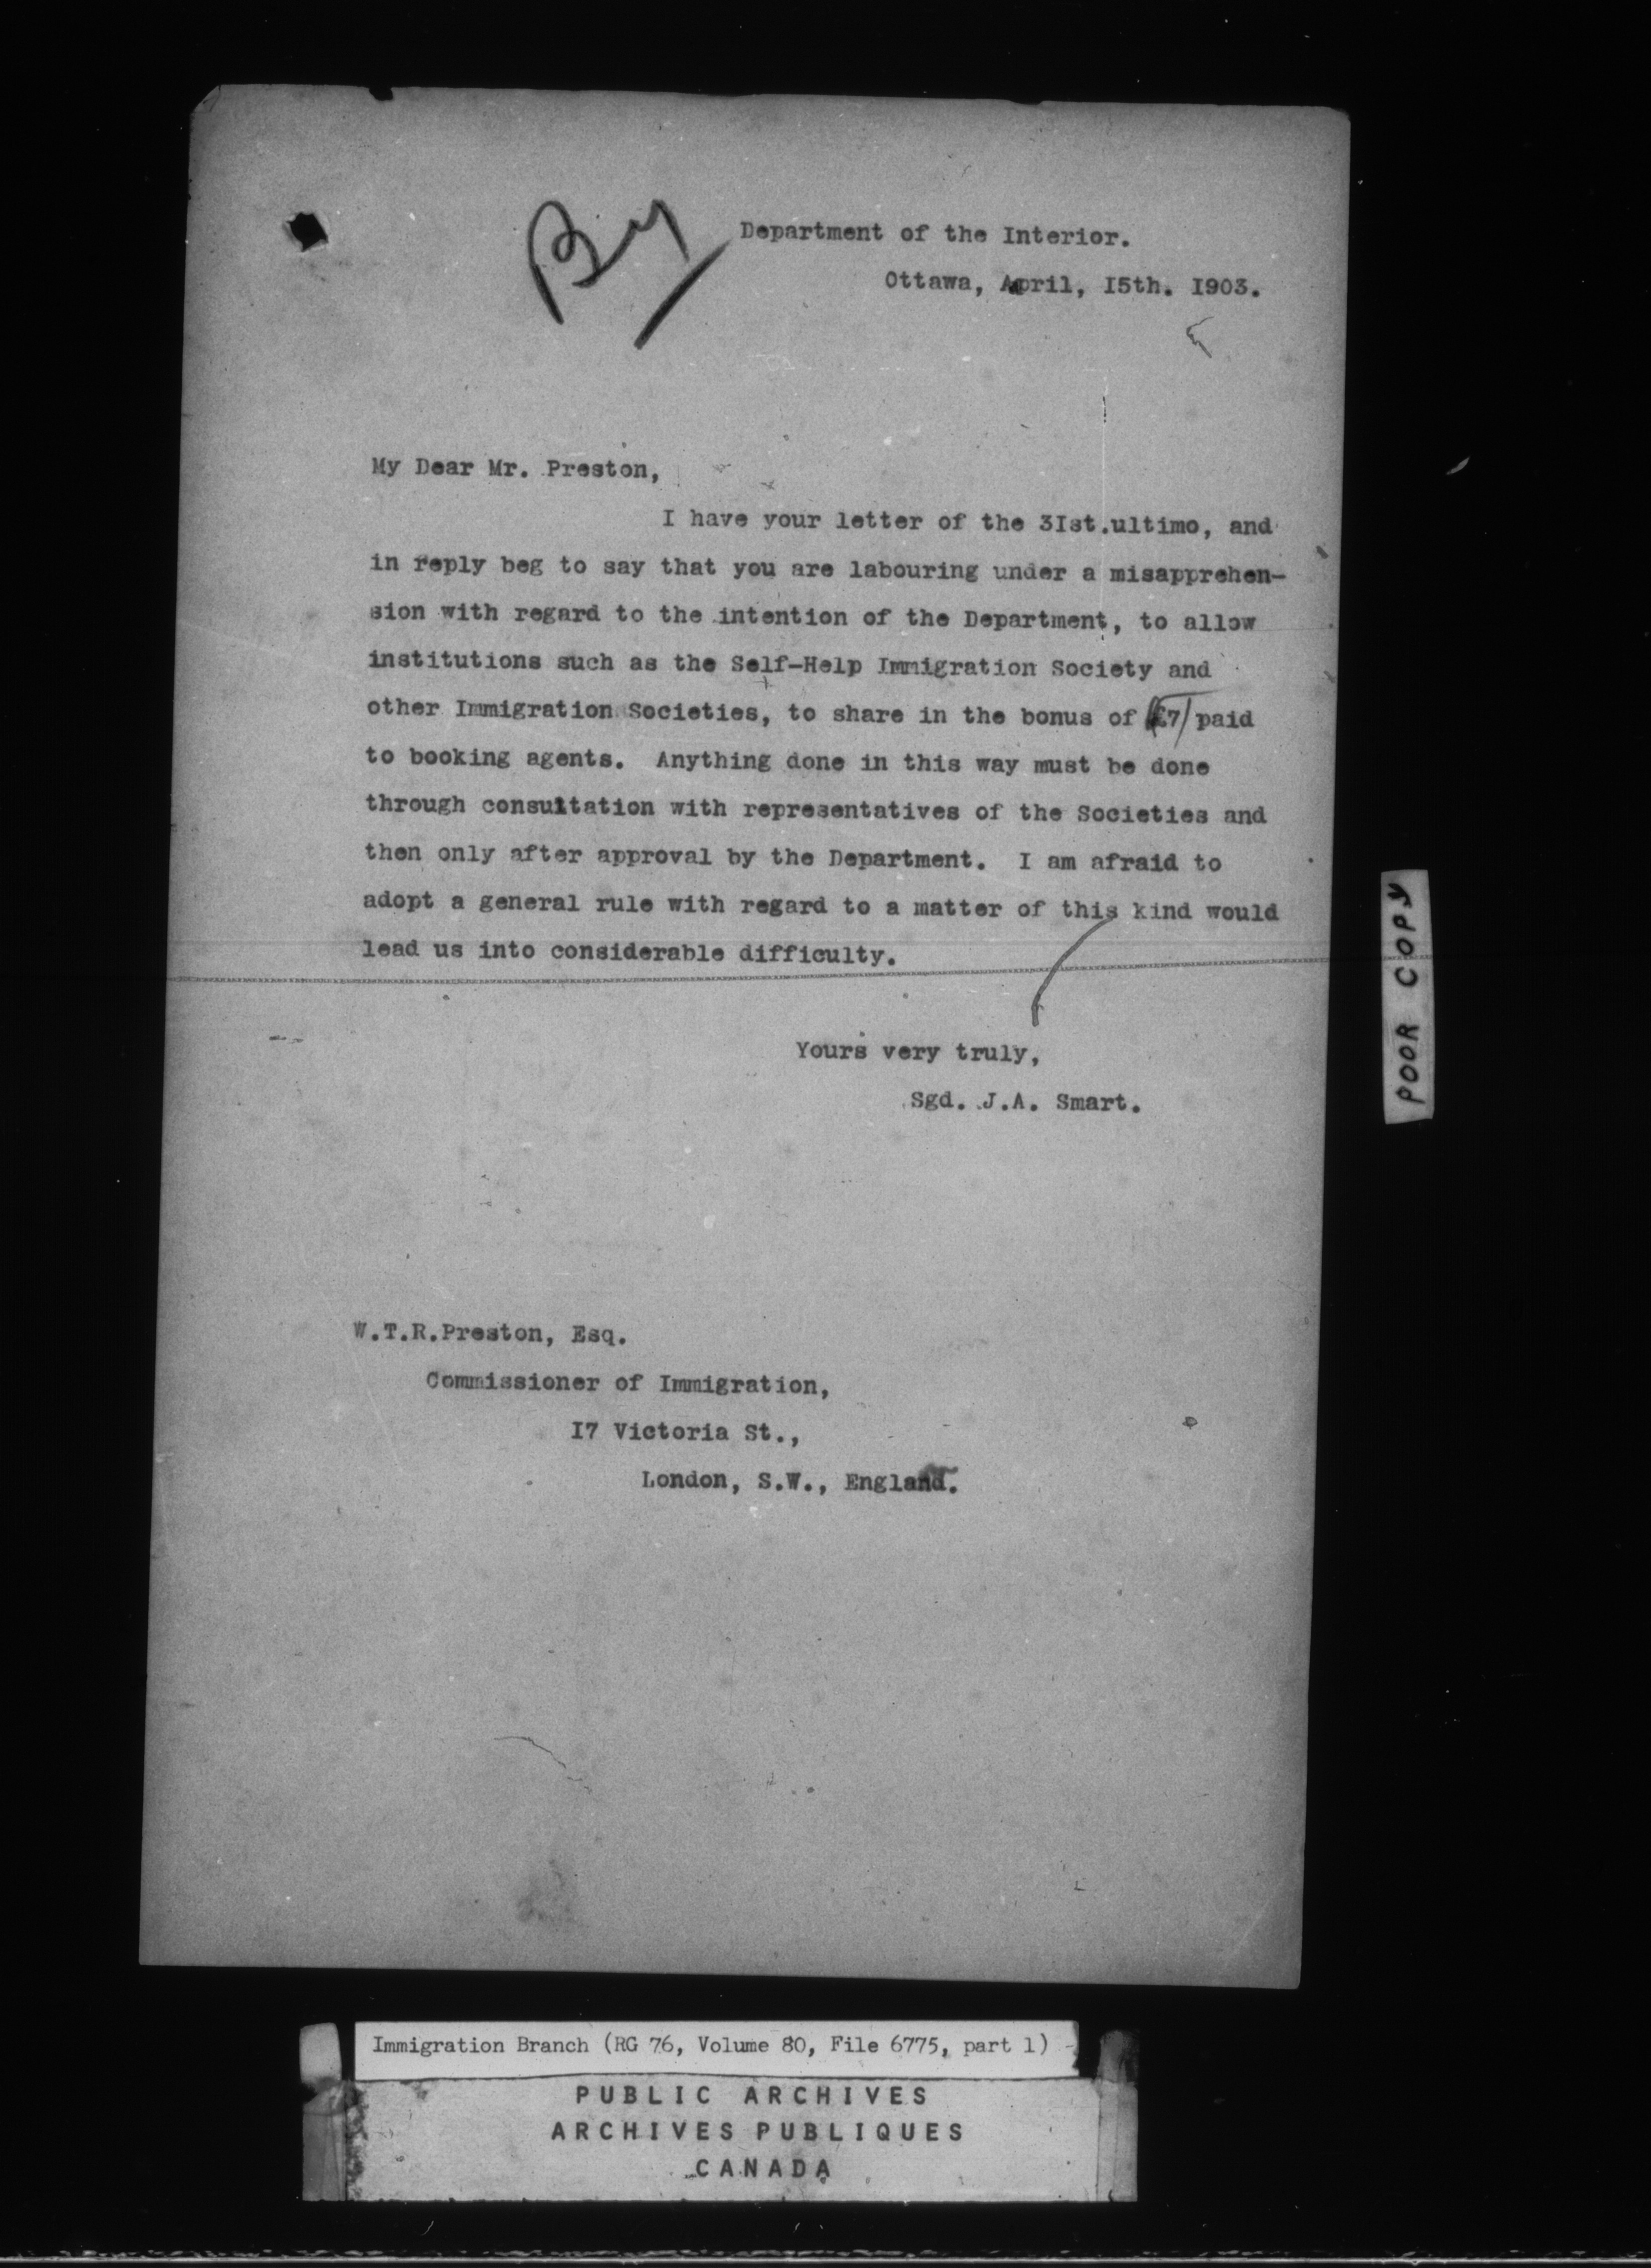 By
Department of the Interior.
Ottawa, April, I5th. I903.
My Dear Mr. Preston,
I have your letter of the 3Ist.ultimo, and
in reply beg to say that you are labouring under a misapprehen-
sion with regard to the intention of the Department, to allow
institutions such as the Self-Help Immigration Society and
other Immigration Societies, to share in the bonus of £7/ paid
to booking agents. Anything done in this way must be done
through consultation with representatives of the Societies and
then only after approval by the Department. I am afraid to
adopt a general rule with regard to a matter of this kind would
lead us into considerable difficulty.
Yours very truly,
Sgd. J.A. Smart.
W.T.R.Preston, Esq.
Commissioner of Immigration,
I7 Victoria St.,
London, S.W., England.
POOR COPY
Immigration Branch (RG 76, Volume 80, File 6775, part 1)
PUBLIC ARCHIVES
ARCHIVES PUBLIQUES
CANADA